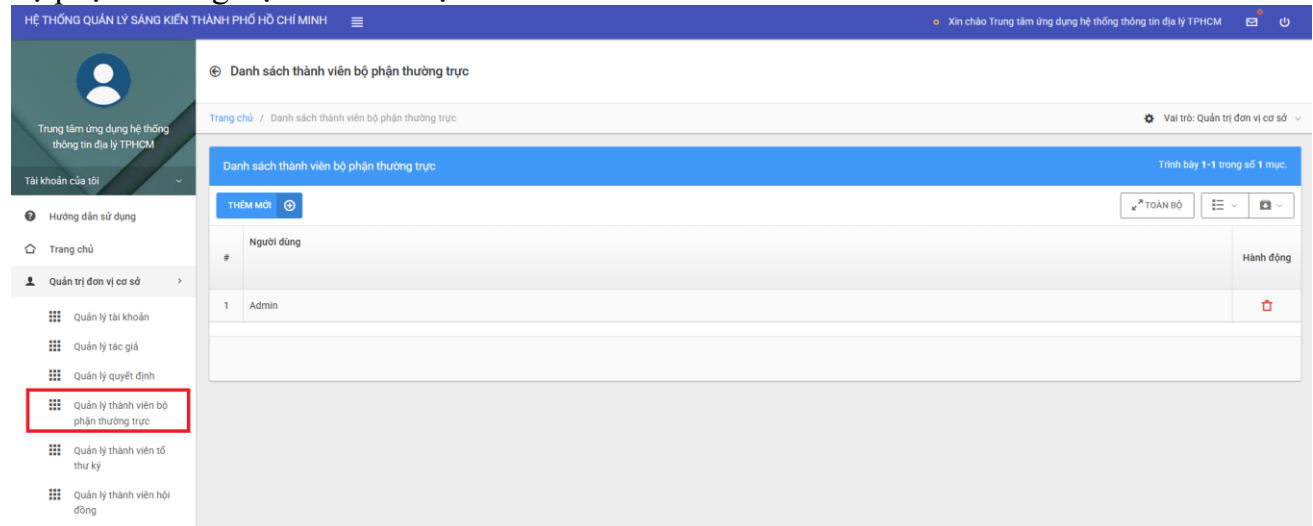 HỆ THỐNG QUẢN LÝ SÁNG KIẾN THÀNH PHỐ HỒ CHÍ MINH
Xin chào Trung tâm ứng dụng hệ thống thông tin địa lý TPHCM
Trung tâm ứng dụng hệ thống
thông tin địa lý TPHCM
Tài khoản của tôi
Hướng dẫn sử dụng
Trang chủ
Quản trị đơn vị cơ sở
Quản lý tài khoản
Quản lý tác giả
Quản lý quyết định
Quản lý thành viên bộ
phận thường trực
Quản lý thành viên tổ
thư ký
Quản lý thành viên hội
đồng
Danh sách thành viên bộ phận thường trực
Trang chủ / Danh sách thành viên bộ phận thường trực
Vai trò: Quản trị đơn vị cơ sở
Danh sách thành viên bộ phận thường trực
Trình bày 1-1 trong số 1 mục.
THÊM MỚI
TOÀN BỘ
# Người dùng Hành động
1 Admin